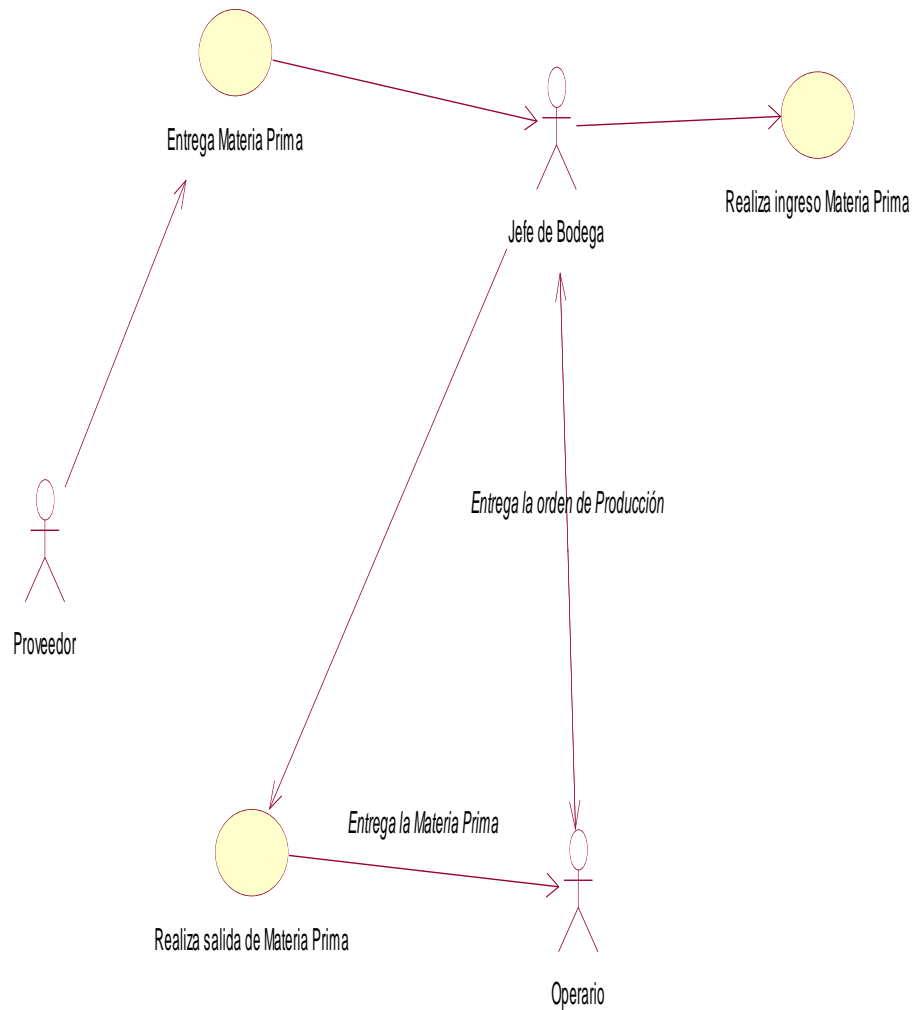 Entrega Materia Prima
Realiza ingreso Materia Prima
Jefe de Bodega
Entrega la orden de Producción
Proveedor
Entrega la Materia Prima
Realiza salida de Materia Prima
Operario